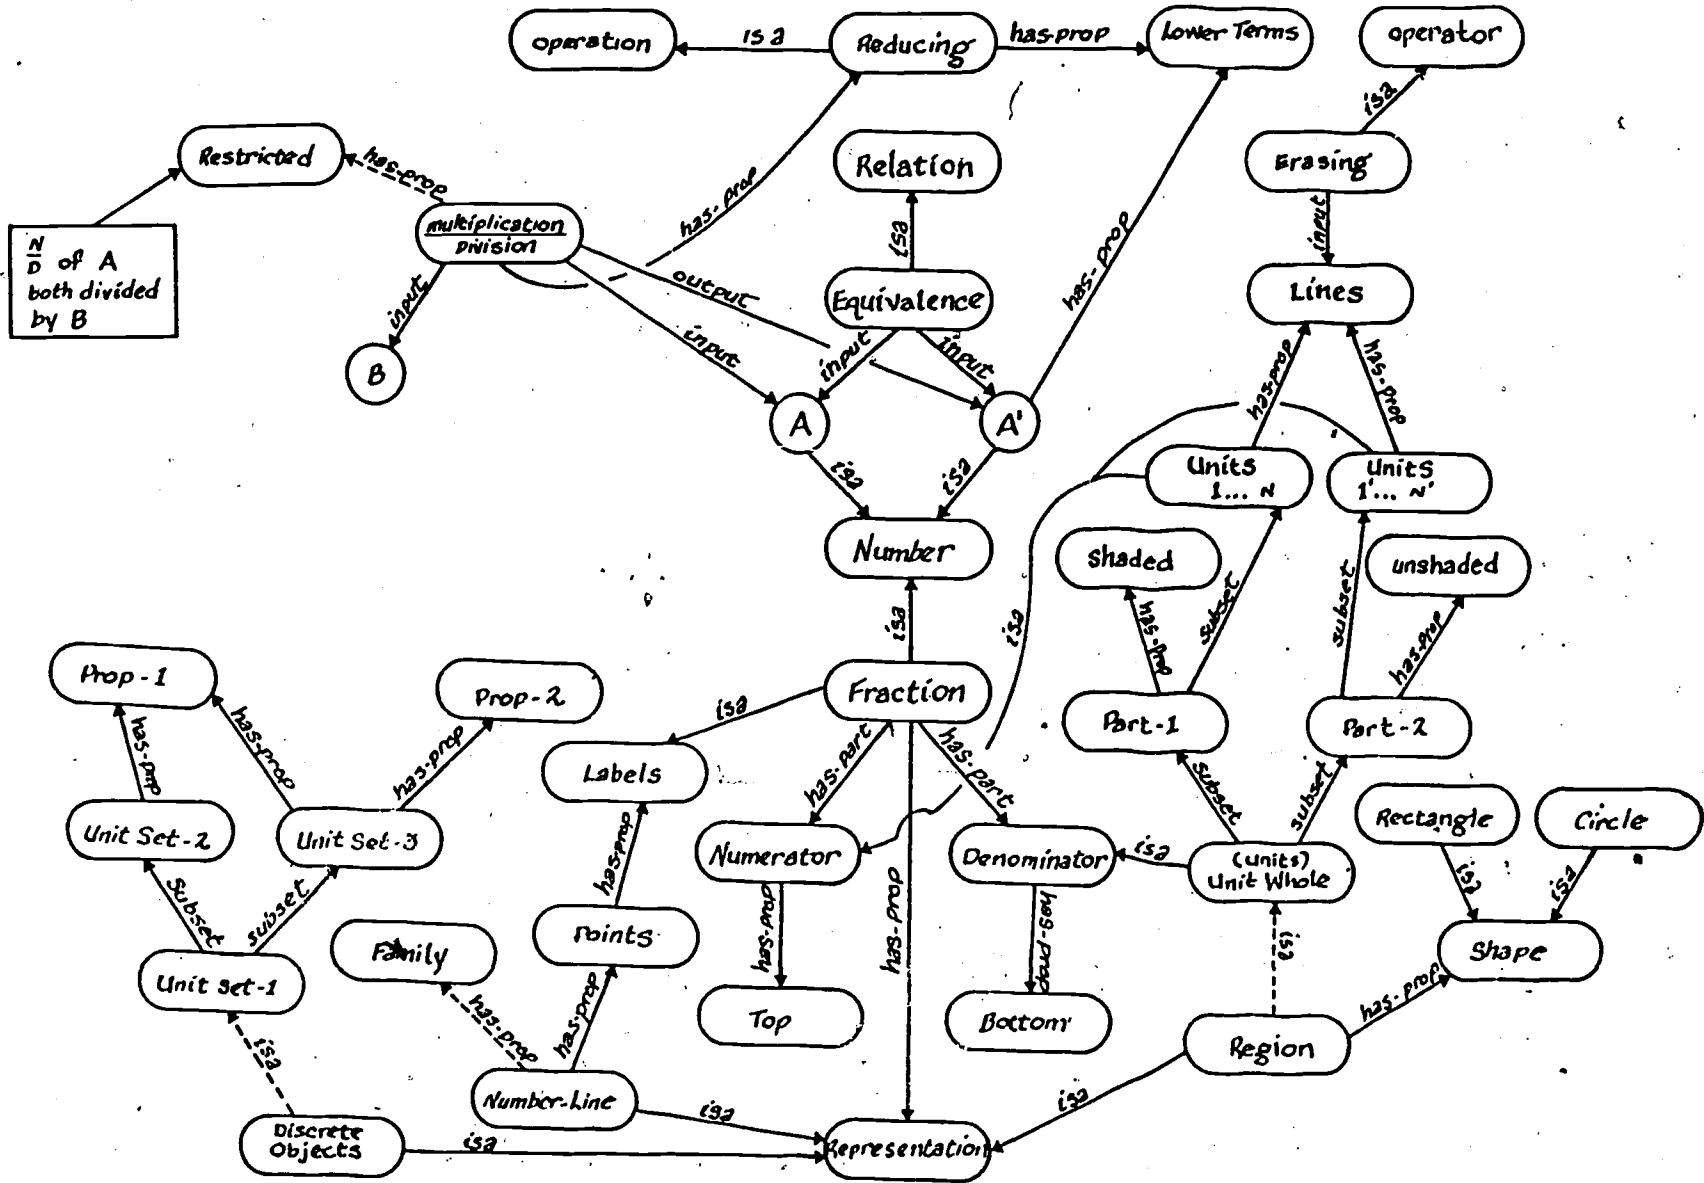 operation
isa
Reducing
has-prop
Lower Terms
operator
isa
Restricted
has-prop
has-prop
Relation
has-prop
Erasing
N
D of A
both divided
by B
multiplication
Division
input
output
input
isa
Equivalence
input
input
input
Lines
B
A
A'
has-prop
has-prop
isa
isa
Units
1... N
Units
1'... N'
Number
Shaded
unshaded
isa
isa
has-prop
subset
subset
has-prop
Prop-1
Prop-2
Fraction
Part-1
Part-2
has-prop
has-prop
has-prop
isa
Labels
has-part
has-part
subset
subset
Unit Set-2
Unit Set-3
has-prop
Numerator
Denominator
isa
(units)
Unit Whole
Rectangle
Circle
isa
isa
subset
subset
Family
Points
has-prop
has-prop
has-prop
isa
Shape
Unit Set-1
has-prop
has-prop
Top
Bottom
Region
has-prop
isa
Number-Line
isa
isa
Discrete
Objects
isa
Representation